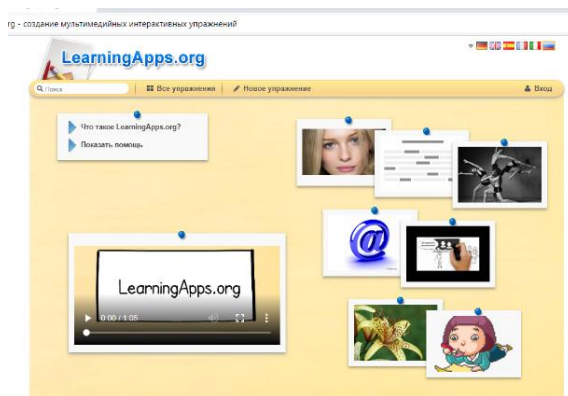 rg - создание мультимедийных интерактивных упражнений
LearningApps.org
Поиск
Все упражнения
Новое упражнение
Вход
Что такое LearningApps.org?
Показать помощь
LearningApps.org
0:00 / 1:05
@